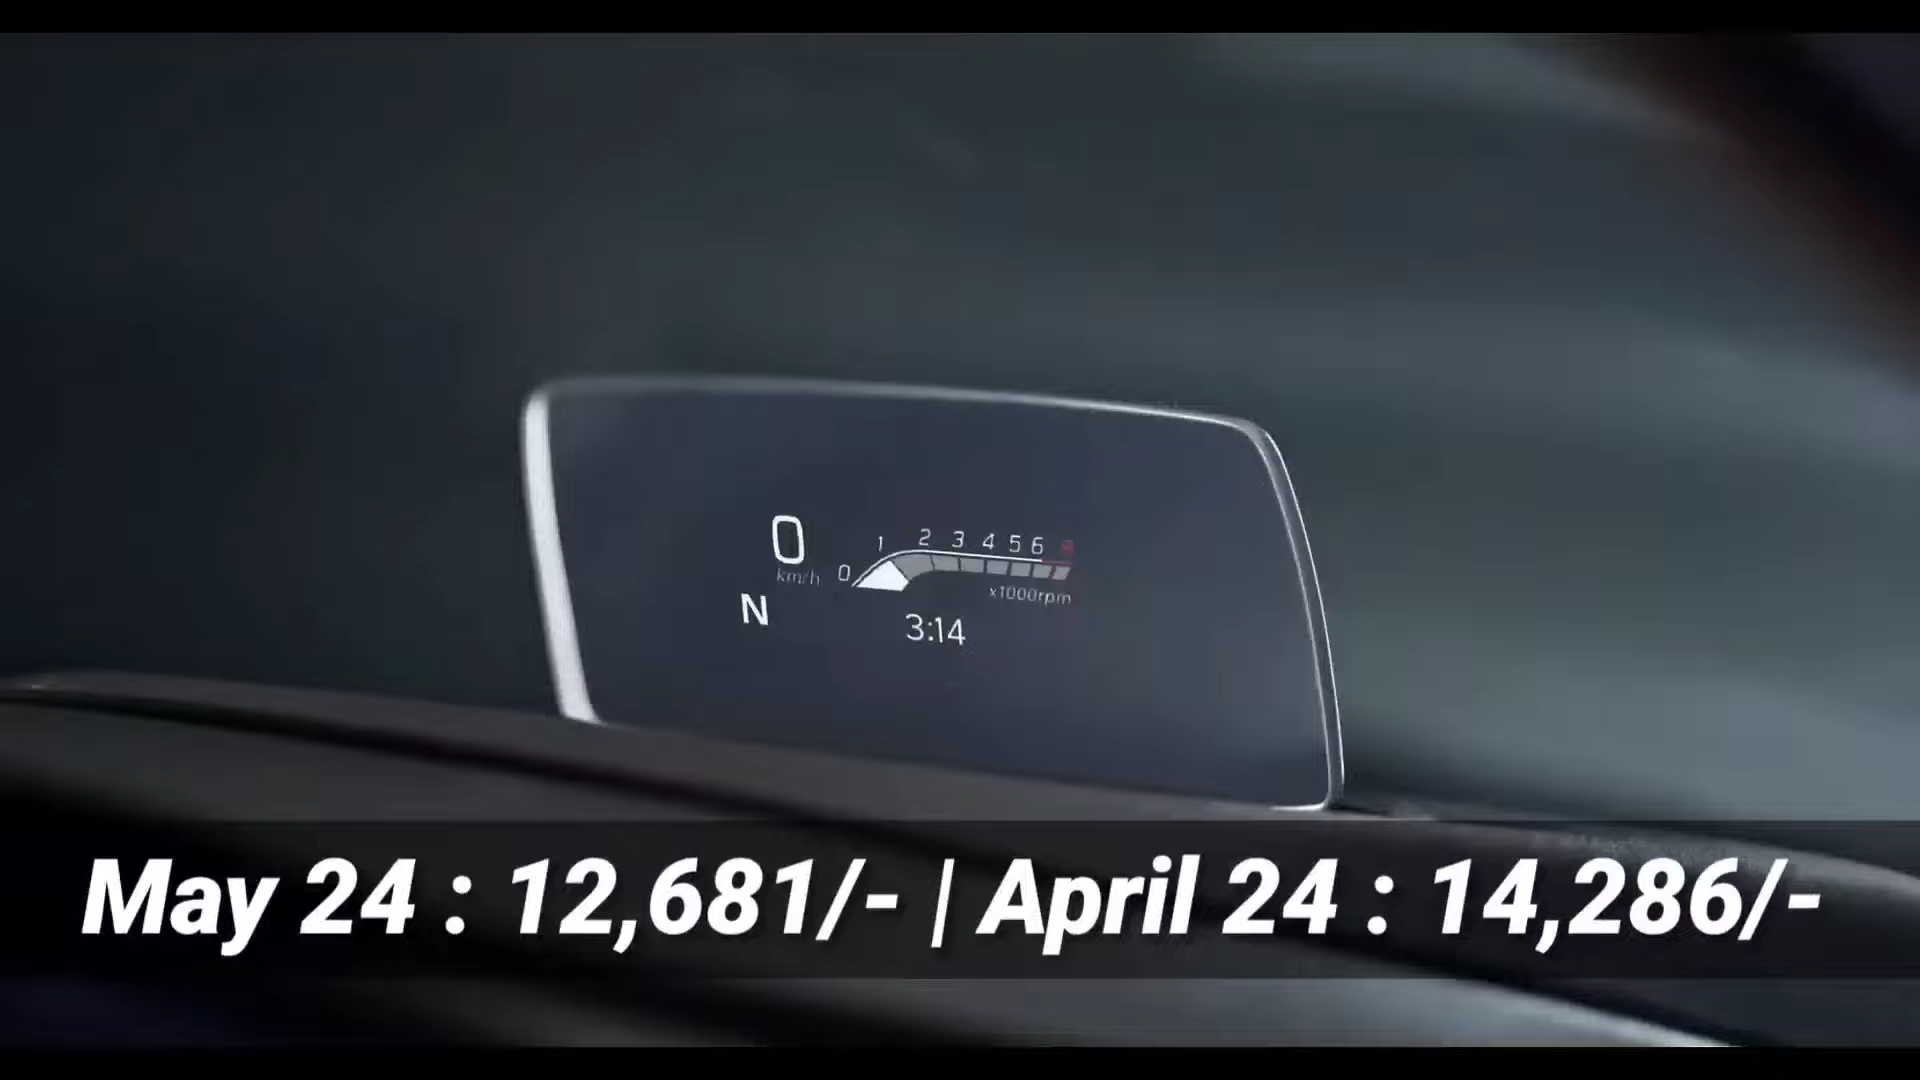 0
km/h
N
0 1 2 3 4 5 6
x1000rpm
3:14
May 24 : 12,681/- | April 24 : 14,286/-